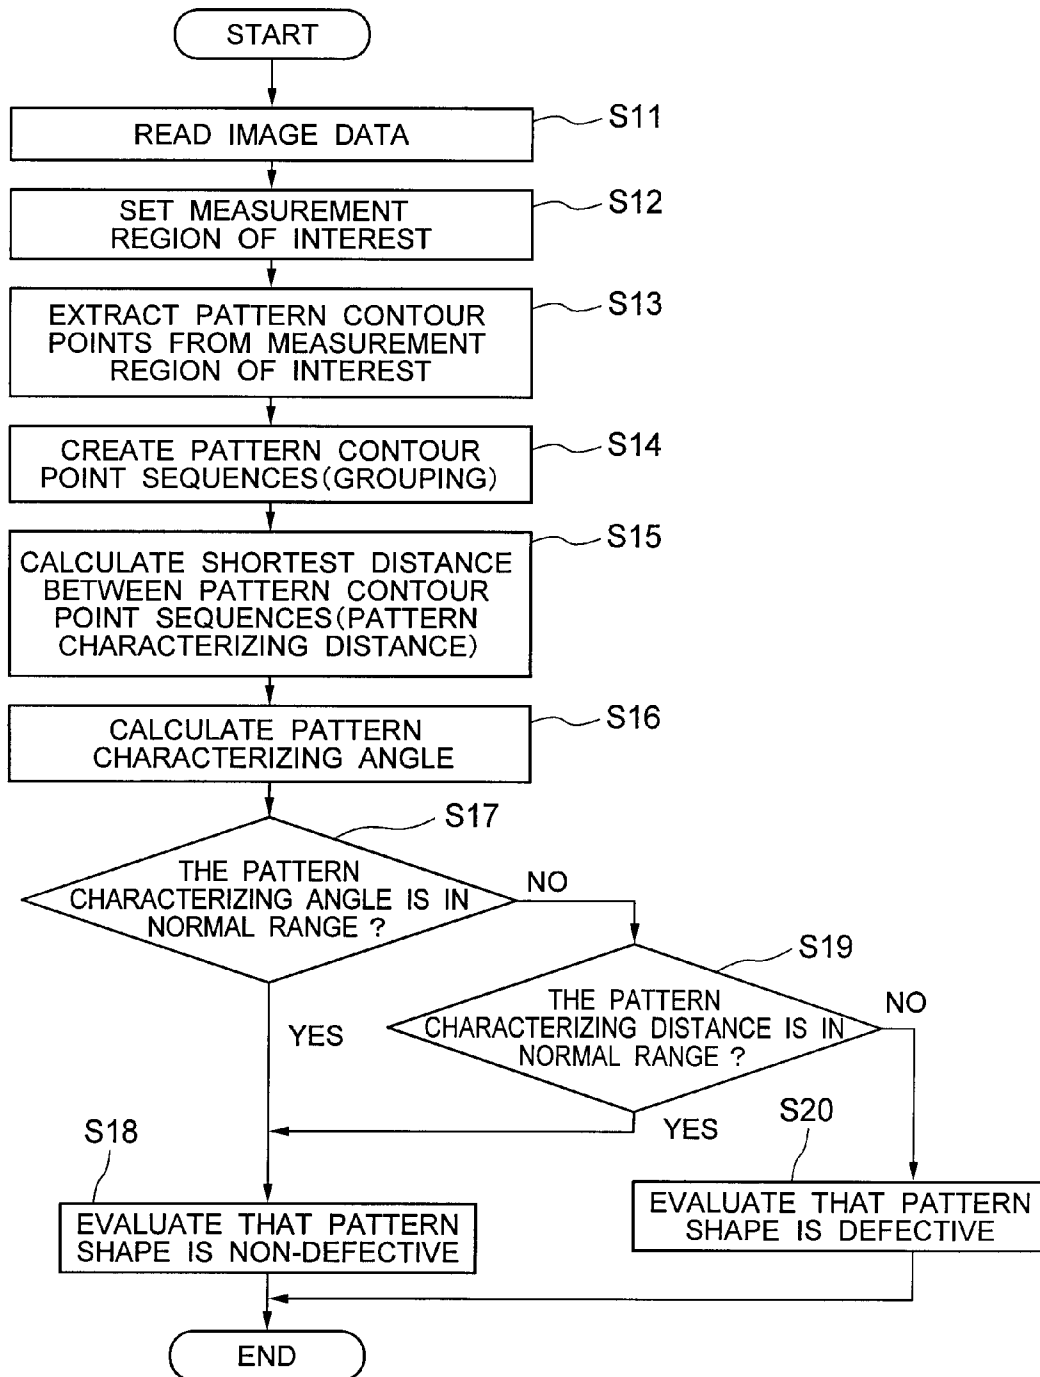 START
READ IMAGE DATA
S11
SET MEASUREMENT
REGION OF INTEREST
S12
EXTRACT PATTERN CONTOUR
POINTS FROM MEASUREMENT
REGION OF INTEREST
S13
CREATE PATTERN CONTOUR
POINT SEQUENCES(GROUPING)
S14
CALCULATE SHORTEST DISTANCE
BETWEEN PATTERN CONTOUR
POINT SEQUENCES(PATTERN
CHARACTERIZING DISTANCE)
S15
CALCULATE PATTERN
CHARACTERIZING ANGLE
S16
THE PATTERN
CHARACTERIZING ANGLE IS IN
NORMAL RANGE ?
S17
NO
YES
THE PATTERN
CHARACTERIZING DISTANCE IS IN
NORMAL RANGE ?
S19
NO
YES
S18
EVALUATE THAT PATTERN
SHAPE IS NON-DEFECTIVE
S20
EVALUATE THAT PATTERN
SHAPE IS DEFECTIVE
END